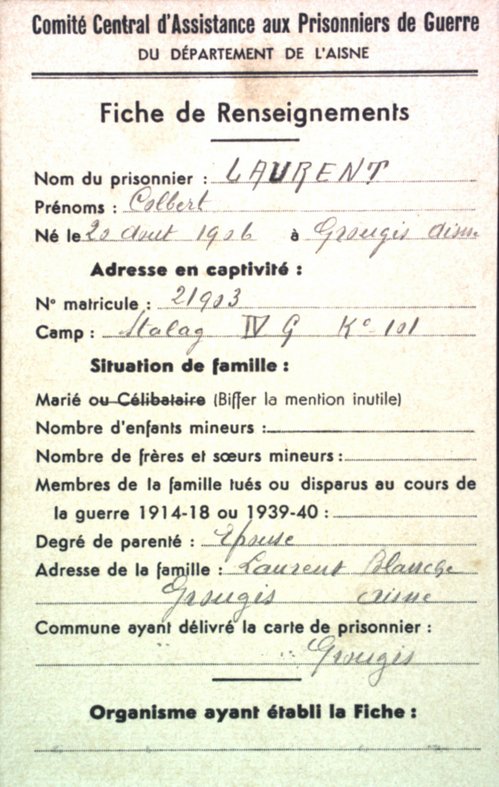 Comité Central d'Assistance aux Prisonniers de Guerre
DU DÉPARTEMENT DE L'AISNE
Fiche de Renseignements
Nom du prisonnier : LAURENT
Prénoms : Colbert
Né le 20 Aout 1906 à Grougis Aisne
Adresse en captivité :
N° matricule : 21903
Camp : Stalag IV G Ko 101
Situation de famille :
Marié ou Célibataire (Biffer la mention inutile)
Nombre d'enfants mineurs :
Nombre de frères et sœurs mineurs :
Membres de la famille tués ou disparus au cours de
la guerre 1914-18 ou 1939-40 :
Degré de parenté : Epouse
Adresse de la famille : Laurent Blanche
Grougis Aisne
Commune ayant délivré la carte de prisonnier :
Grougis
Organisme ayant établi la Fiche :